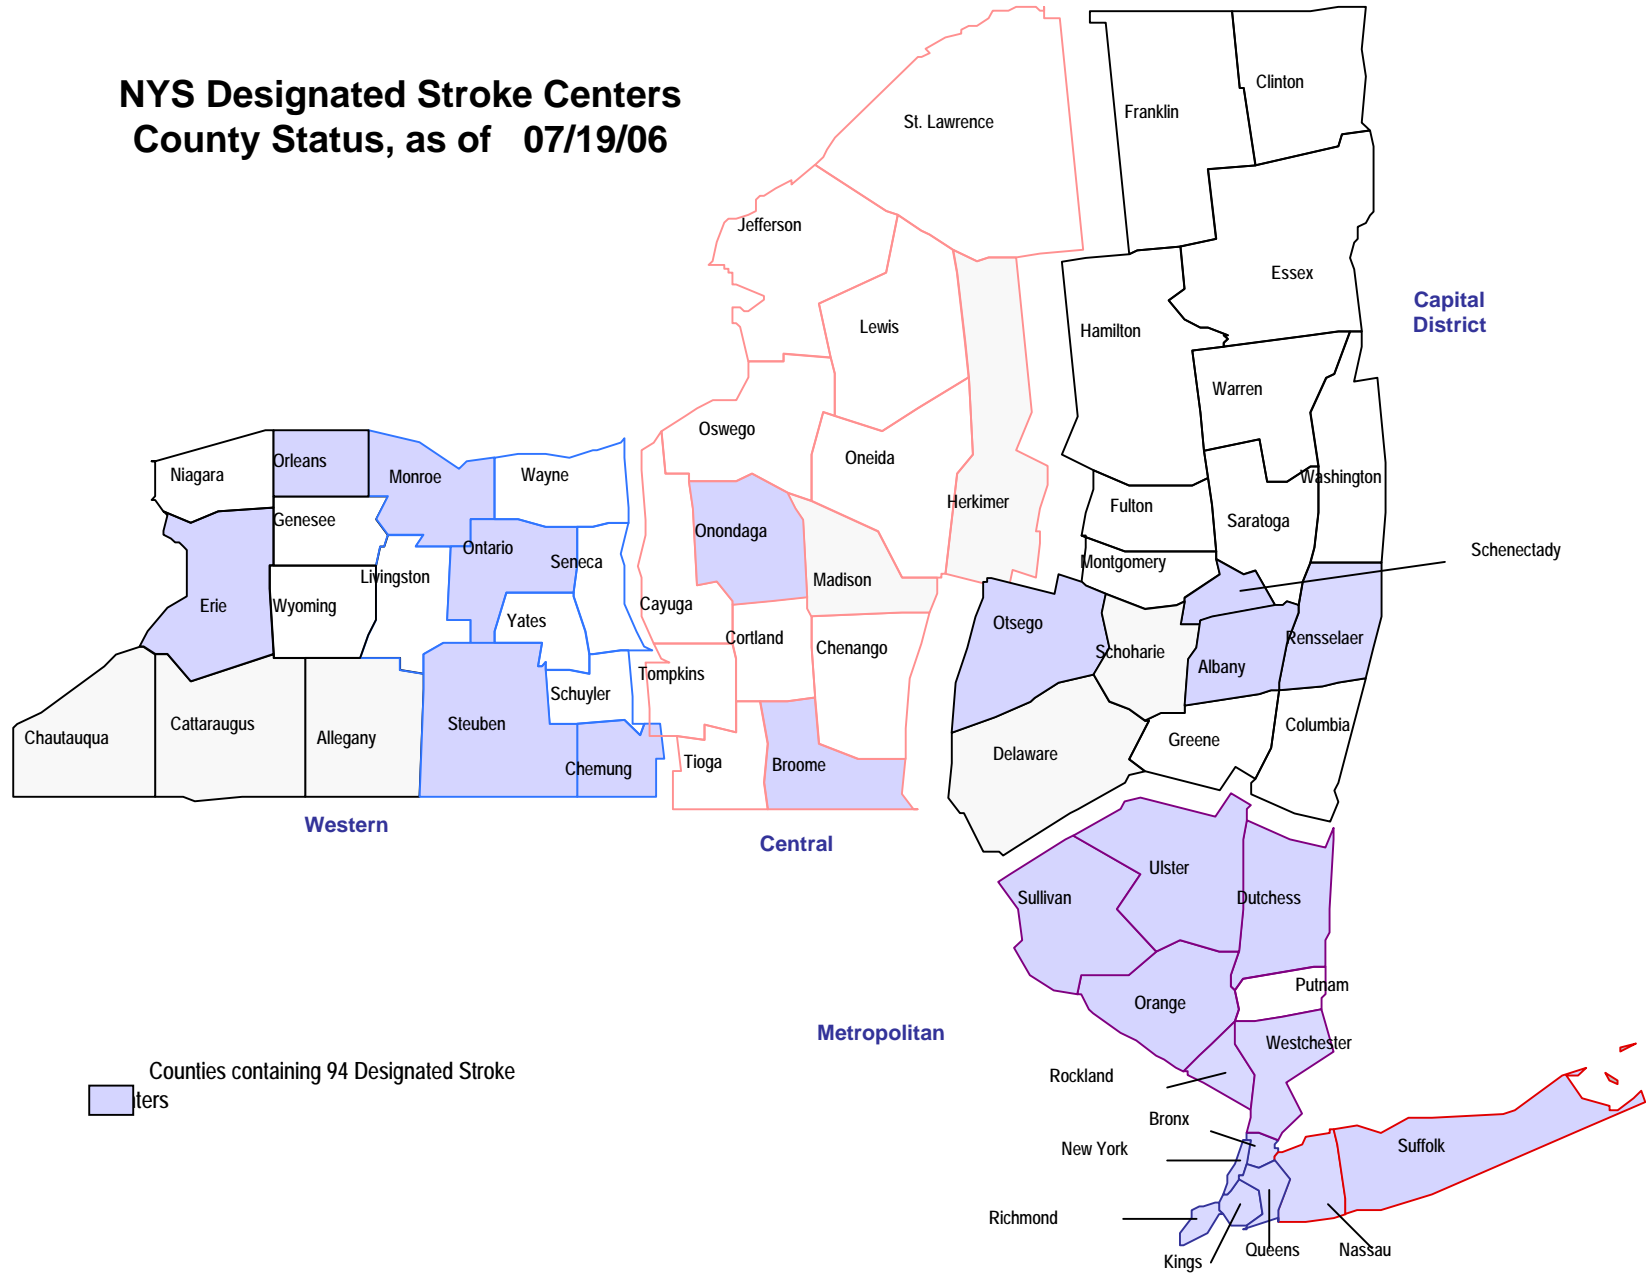 NYS Designated Stroke Centers
County Status, as of 07/19/06
St. Lawrence
Franklin
Clinton
Jefferson
Essex
Capital
District
Lewis
Hamilton
Warren
Oswego
Oneida
Washington
Niagara
Orleans
Monroe
Wayne
Herkimer
Fulton
Saratoga
Genesee
Onondaga
Ontario
Seneca
Montgomery
Schenectady
Livingston
Madison
Erie
Wyoming
Cayuga
Yates
Otsego
Cortland
Chenango
Schoharie
Rensselaer
Albany
Tompkins
Schuyler
Chautauqua
Cattaraugus
Allegany
Steuben
Columbia
Greene
Delaware
Tioga
Broome
Chemung
Western
Central
Ulster
Sullivan
Dutchess
Putnam
Orange
Metropolitan
Westchester
Rockland
Counties containing 94 Designated Stroke
ters
Bronx
New York
Suffolk
Richmond
Kings
Queens
Nassau